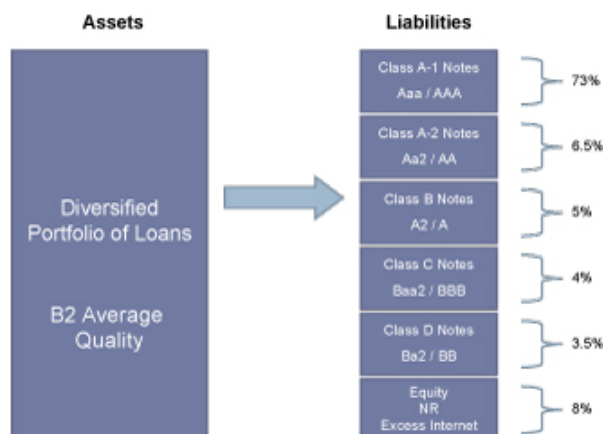 Assets
Diversified
Portfolio of Loans
B2 Average
Quality
Liabilities
Class A-1 Notes
Aaa / AAA
73%
Class A-2 Notes
Aa2 / AA
6.5%
Class B Notes
A2 / A
5%
Class C Notes
Baa2 / BBB
4%
Class D Notes
Ba2 / BB
3.5%
Equity
NR
Excess Internet
8%